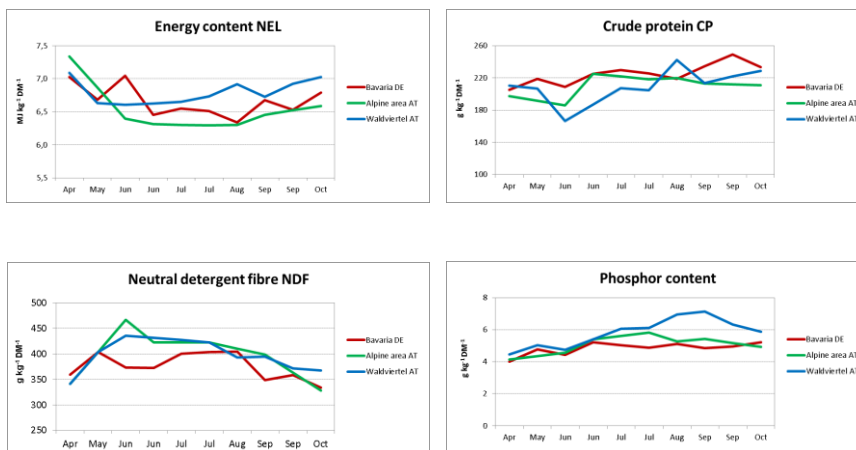 Energy content NEL
7,5
7,0
6,5
6,0
5,5
MJ kg⁻¹ DM⁻¹
Apr May Jun Jun Jul Jul Aug Sep Sep Oct
Bavaria DE
Alpine area AT
Waldviertel AT
Crude protein CP
260
220
180
140
100
g kg⁻¹ DM⁻¹
Apr May Jun Jun Jul Jul Aug Sep Sep Oct
Bavaria DE
Alpine area AT
Waldviertel AT
Neutral detergent fibre NDF
500
450
400
350
300
250
g kg⁻¹ DM⁻¹
Apr May Jun Jun Jul Jul Aug Sep Sep Oct
Bavaria DE
Alpine area AT
Waldviertel AT
Phosphor content
8
6
4
2
0
g kg⁻¹ DM⁻¹
Apr May Jun Jun Jul Jul Aug Sep Sep Oct
Bavaria DE
Alpine area AT
Waldviertel AT